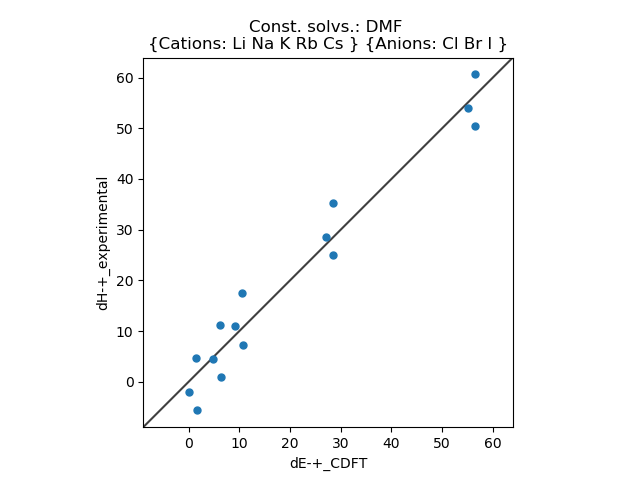 Const. solvs.: DMF
{Cations: Li Na K Rb Cs } {Anions: Cl Br I }
60
50
40
30
20
10
0
dH-+_experimental
0 10 20 30 40 50 60
dE-+_CDFT